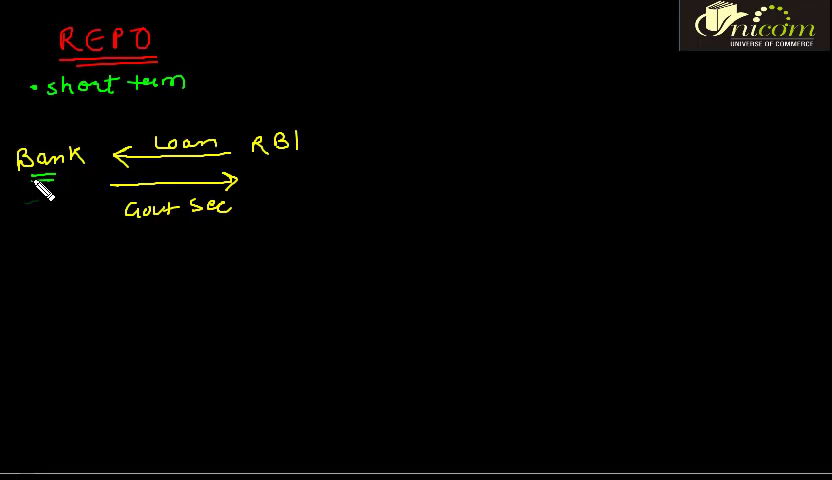 REPO
• short term
Loan
RBI
Bank
Govt Sec
Unicom
UNIVERSE OF COMMERCE